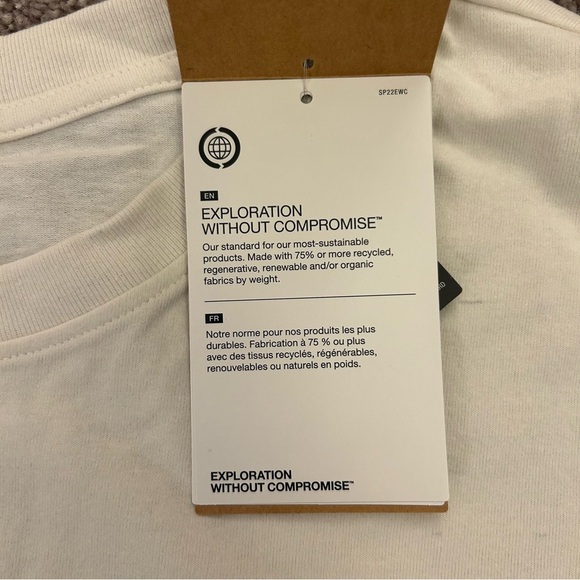 SP22EWC
EN
EXPLORATION
WITHOUT COMPROMISE™
Our standard for our most-sustainable
products. Made with 75% or more recycled,
regenerative, renewable and/or organic
fabrics by weight.
FR
Notre norme pour nos produits les plus
durables. Fabrication à 75 % ou plus
avec des tissus recyclés, régénérables,
renouvelables ou naturels en poids.
EXPLORATION
WITHOUT COMPROMISE™